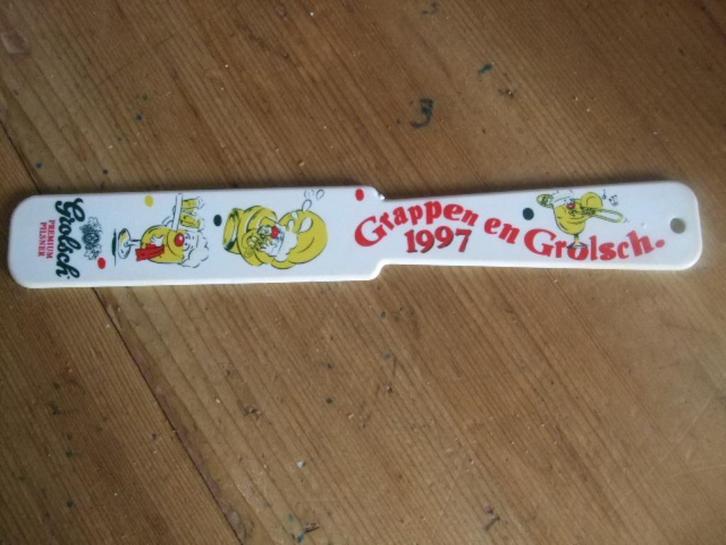 Grolsch
PREMIUM
PILSNER
Grappen en Grolsch.
1997